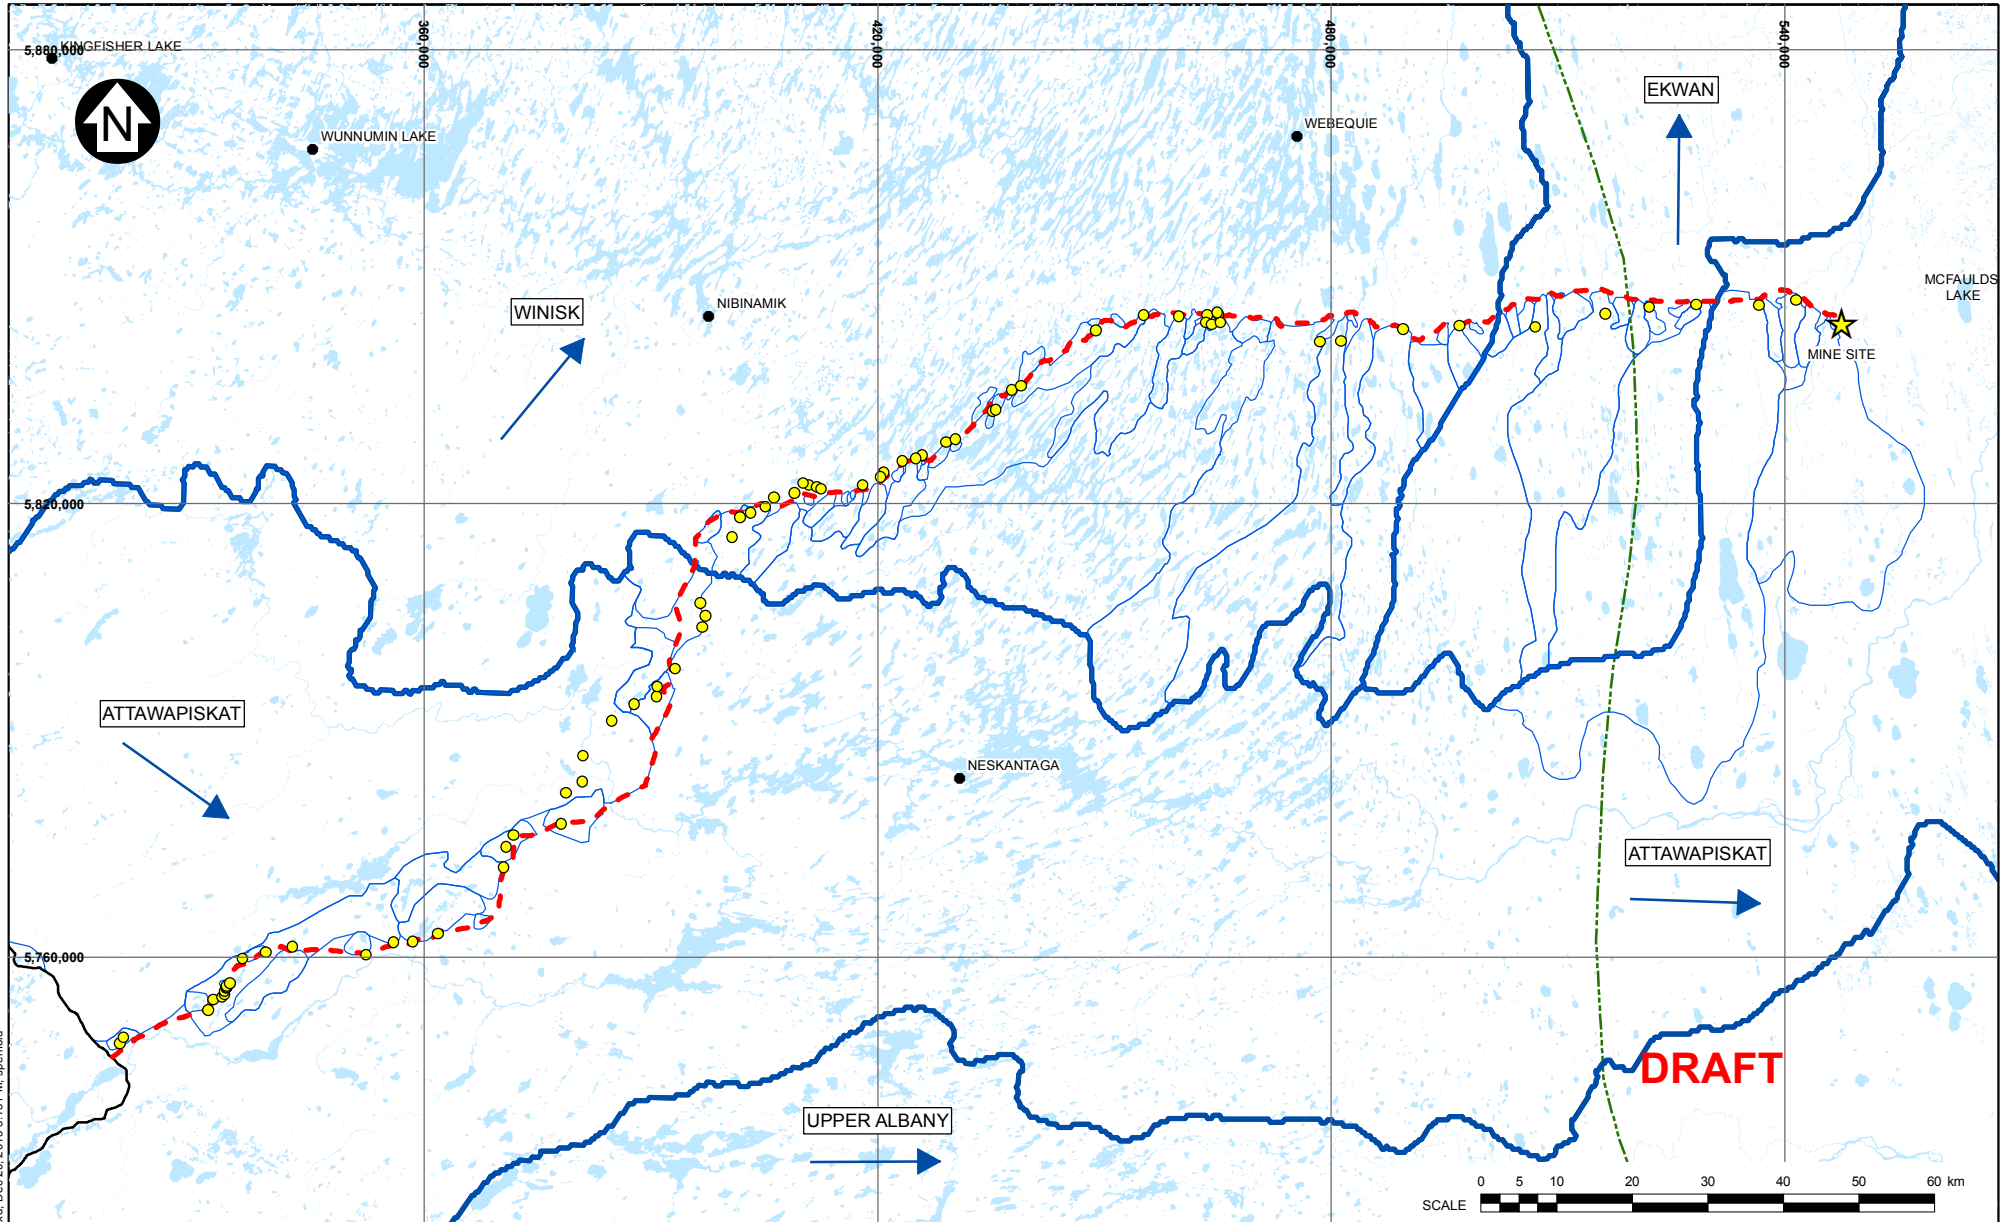 360,000
420,000
480,000
540,000
5,880,000
KINGFISHER LAKE
N
WUNNUMIN LAKE
WEBEQUIE
EKWAN
WINISK
NIBINAMIK
MCFAULDS
LAKE
MINE SITE
5,820,000
ATTAWAPISKAT
NESKANTAGA
ATTAWAPISKAT
5,760,000
DRAFT
UPPER ALBANY
0 5 10 20 30 40 50 60 km
SCALE